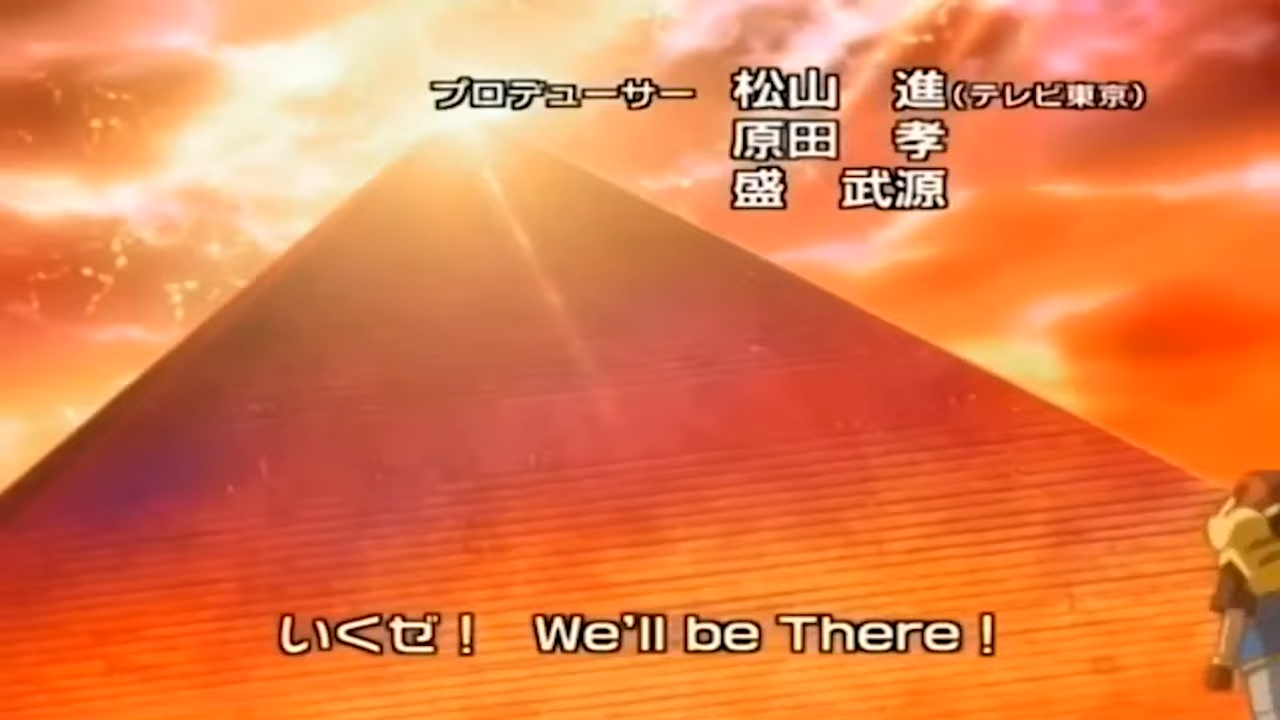 プロデューサー 松山 進(テレビ東京)
原田 孝
盛 武源
いくゼ! We'll be There!